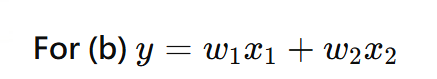 For (b) y = w₁x₁ + w₂x₂